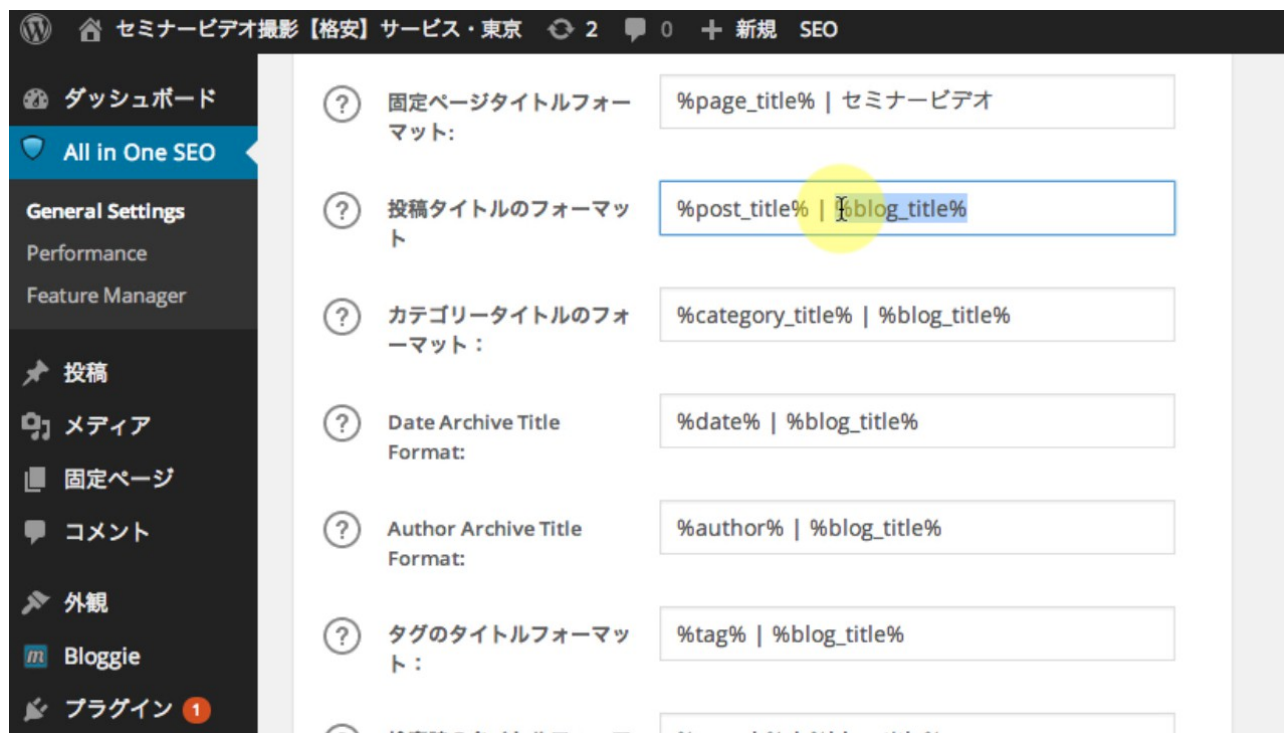 セミナービデオ撮影【格安】サービス・東京 2 0 新規 SEO
ダッシュボード
All in One SEO
General Settings
Performance
Feature Manager
投稿
メディア
固定ページ
コメント
外観
Bloggie
プラグイン 1
固定ページタイトルフォー
マット:
%page_title% | セミナービデオ
投稿タイトルのフォーマッ
ト
%post_title% | %blog_title%
カテゴリータイトルのフォ
ーマット：
%category_title% | %blog_title%
Date Archive Title
Format:
%date% | %blog_title%
Author Archive Title
Format:
%author% | %blog_title%
タグのタイトルフォーマッ
ト：
%tag% | %blog_title%